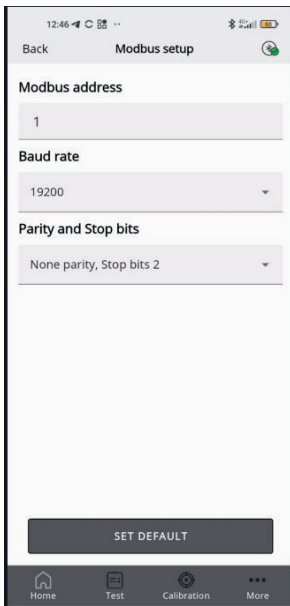 12:46
Back Modbus setup
Modbus address
1
Baud rate
19200
Parity and Stop bits
None parity, Stop bits 2
SET DEFAULT
Home Test Calibration More